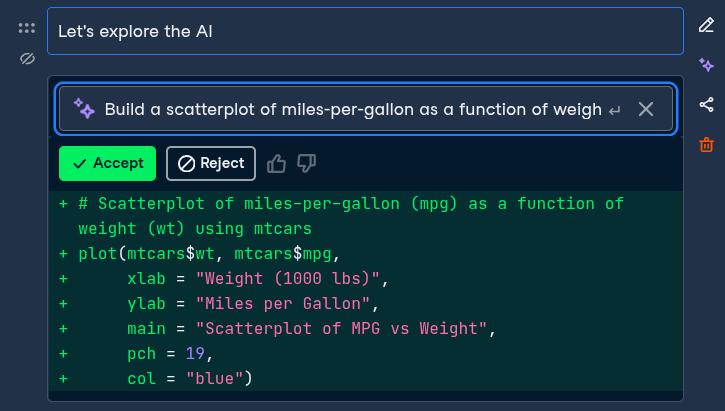 Let's explore the AI
Build a scatterplot of miles-per-gallon as a function of weigh
Accept Reject
+ # Scatterplot of miles-per-gallon (mpg) as a function of
weight (wt) using mtcars
+ plot(mtcars$wt, mtcars$mpg,
+      xlab = "Weight (1000 lbs)",
+      ylab = "Miles per Gallon",
+      main = "Scatterplot of MPG vs Weight",
+      pch = 19,
+      col = "blue")